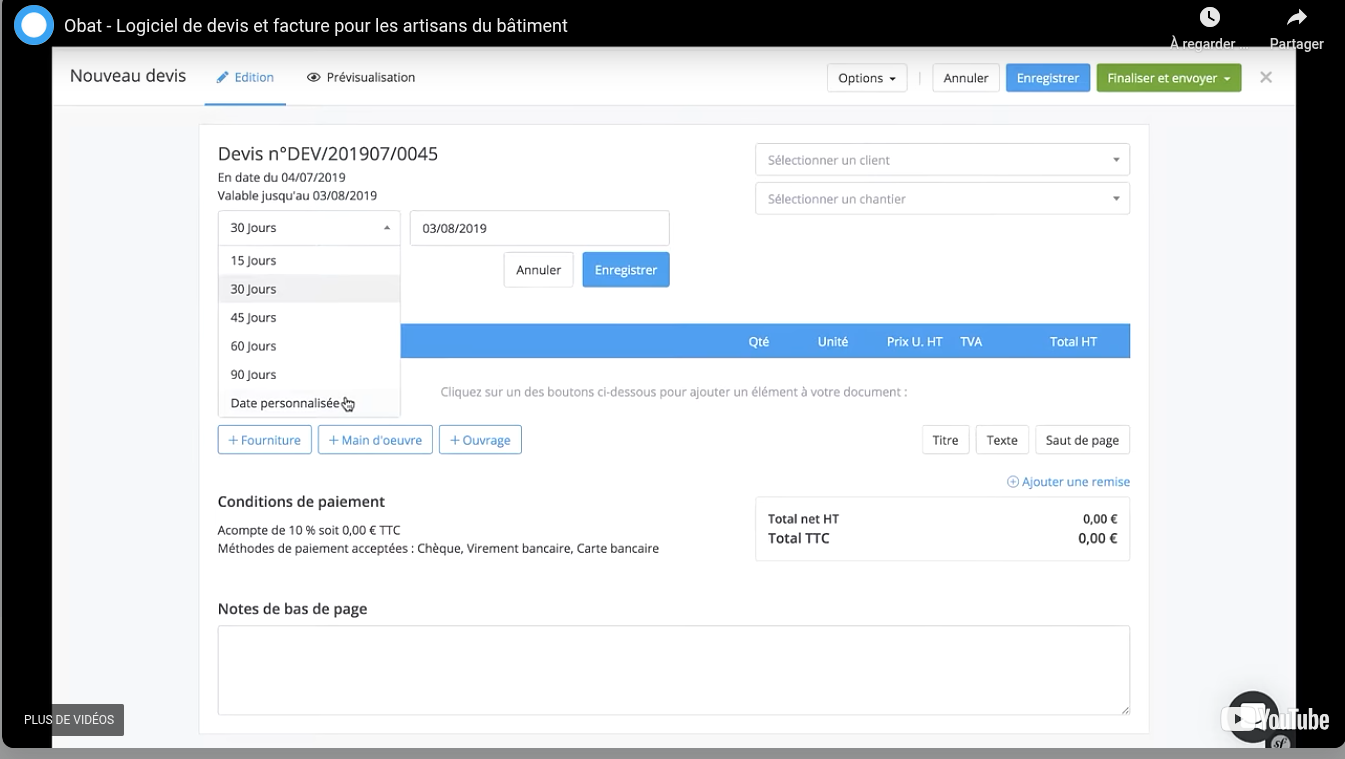 Obat - Logiciel de devis et facture pour les artisans du bâtiment
À regarder ...
Partager
Nouveau devis
Edition
Prévisualisation
Options
Annuler
Enregistrer
Finaliser et envoyer
Devis n°DEV/201907/0045
En date du 04/07/2019
Valable jusqu'au 03/08/2019
Sélectionner un client
Sélectionner un chantier
30 Jours
03/08/2019
15 Jours
30 Jours
45 Jours
60 Jours
90 Jours
Date personnalisée
Annuler
Enregistrer
Qté Unité Prix U. HT TVA Total HT
Cliquez sur un des boutons ci-dessous pour ajouter un élément à votre document :
+ Fourniture
+ Main d'oeuvre
+ Ouvrage
Titre
Texte
Saut de page
Ajouter une remise
Conditions de paiement
Acompte de 10 % soit 0,00 € TTC
Méthodes de paiement acceptées : Chèque, Virement bancaire, Carte bancaire
Total net HT 0,00 €
Total TTC 0,00 €
Notes de bas de page
PLUS DE VIDÉOS
YouTube
sf